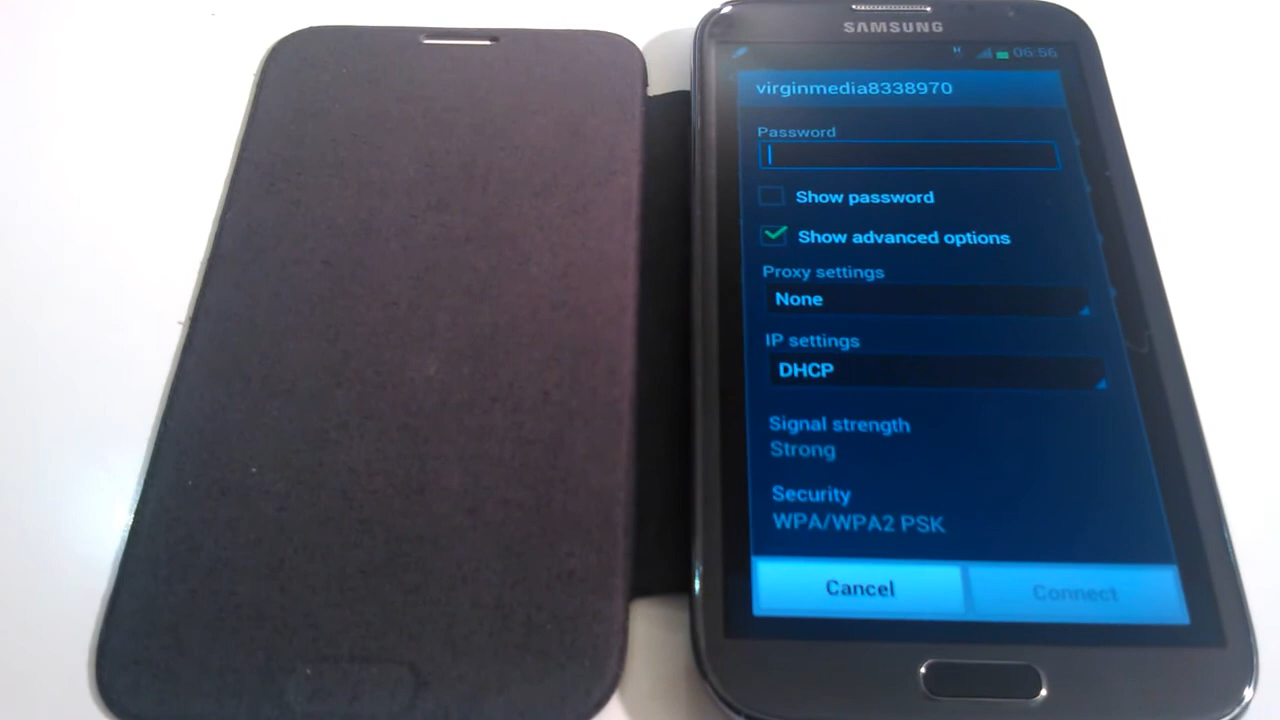 SAMSUNG
H 06:56
virginmedia8338970
Password
Show password
Show advanced options
Proxy settings
None
IP settings
DHCP
Signal strength
Strong
Security
WPA/WPA2 PSK
Cancel Connect